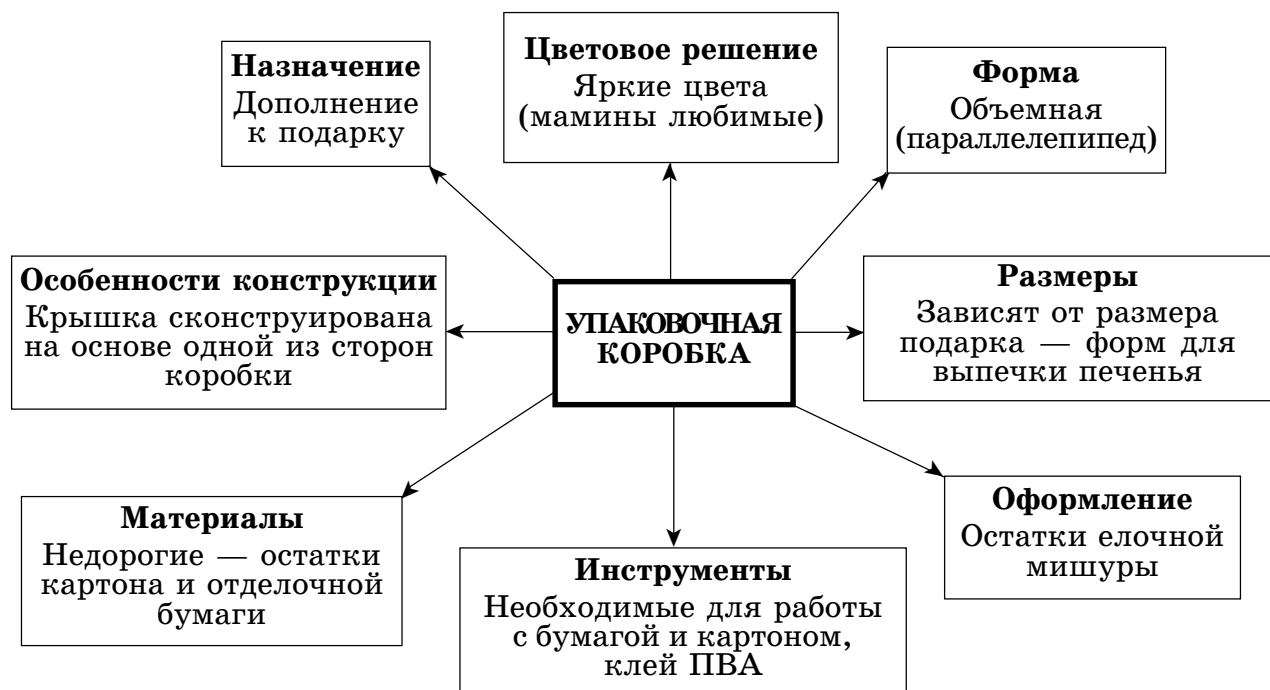 Назначение
Дополнение
к подарку
Цветовое решение
Яркие цвета
(мамины любимые)
Форма
Объемная
(параллелепипед)
Особенности конструкции
Крышка сконструирована
на основе одной из сторон
коробки
УПАКОВОЧНАЯ
КОРОБКА
Размеры
Зависят от размера
подарка — форм для
выпечки печенья
Материалы
Недорогие — остатки
картона и отделочной
бумаги
Инструменты
Необходимые для работы
с бумагой и картоном,
клей ПВА
Оформление
Остатки елочной
мишуры